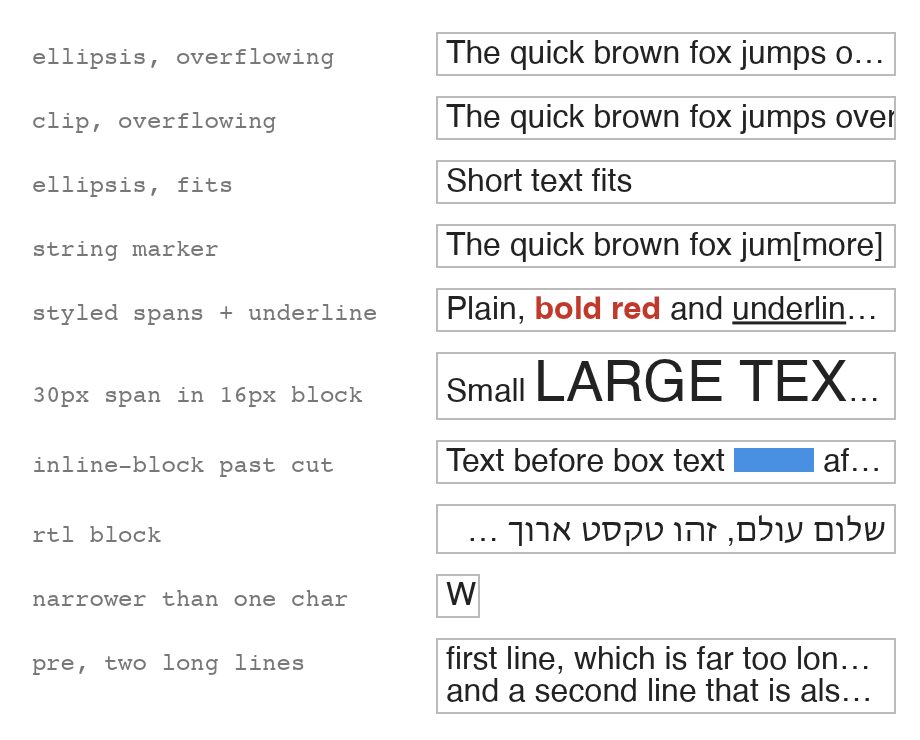 ellipsis, overflowing The quick brown fox jumps o…
clip, overflowing The quick brown fox jumps over
ellipsis, fits Short text fits
string marker The quick brown fox jum[more]
styled spans + underline Plain, bold red and underlin…
30px span in 16px block Small LARGE TEX…
inline-block past cut Text before box text af…
rtl block שלום עולם, זהו טקסט ארוך …
narrower than one char W
pre, two long lines first line, which is far too lon…
and a second line that is als…